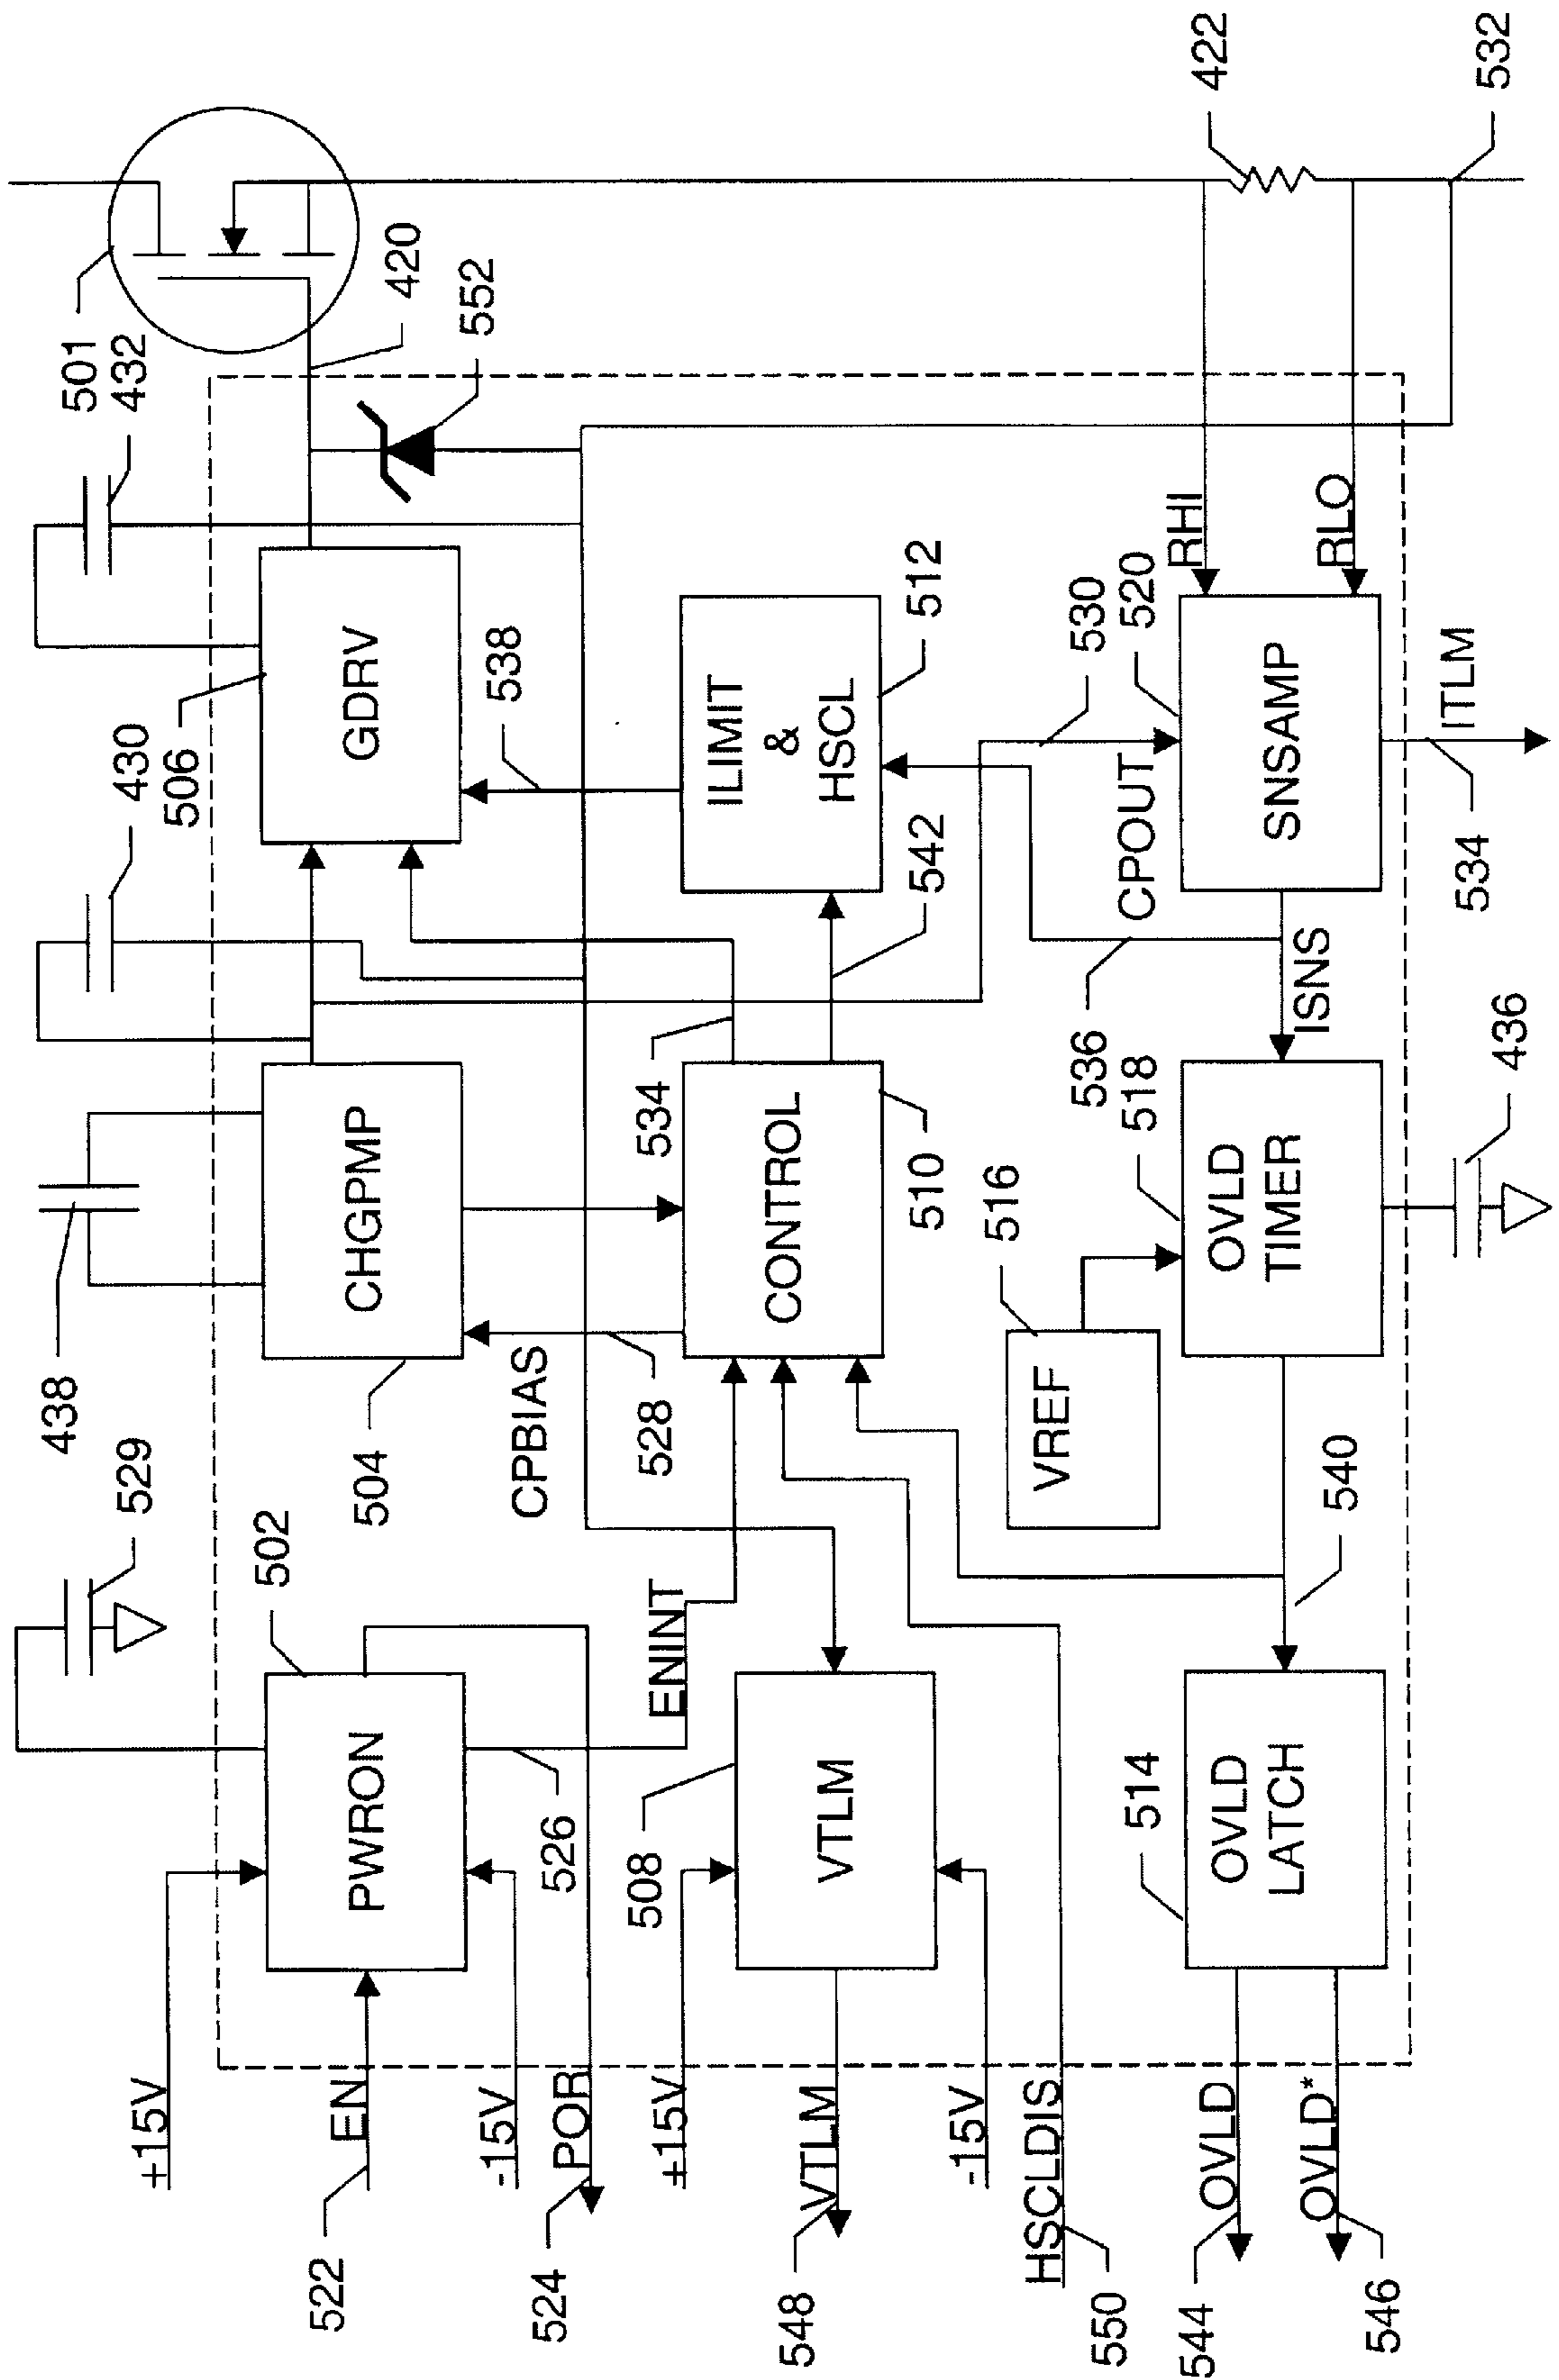 +15V
EN
522
-15V
POR
524
PWRON
502
529
ENINT
526
438
CHGPMP
504
CPBIAS
528
430
506
GDRV
432
501
420
552
538
±15V
VTLM
548
-15V
508
VTLM
HSCLDIS
550
CONTROL
510
534
542
ILIMIT
&
HSCL
512
530
CPOUT
536
VREF
516
OVLD
544
OVLD*
546
514
OVLD
LATCH
540
518
OVLD
TIMER
436
ISNS
520
SNSAMP
ITLM
534
RHI
RLO
422
532